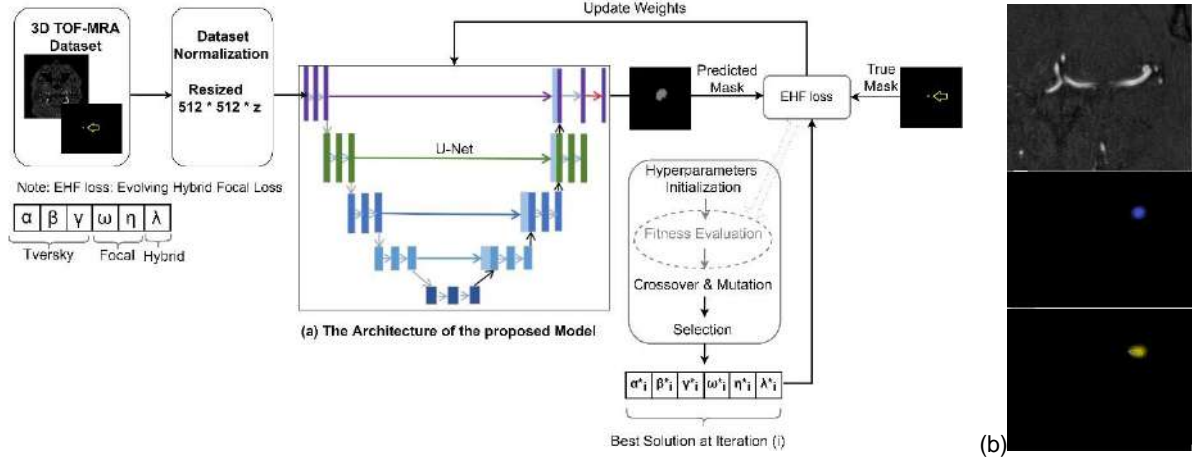 3D TOF-MRA
Dataset
Dataset
Normalization
Resized
512 * 512 * z
Note: EHF loss: Evolving Hybrid Focal Loss
α β γ ω η λ
Tversky Focal Hybrid
Update Weights
U-Net
(a) The Architecture of the proposed Model
Predicted
Mask
EHF loss
True
Mask
Hyperparameters
Initialization
Fitness Evaluation
Crossover & Mutation
Selection
α*i β*i γ*i ω*i η*i λ*i
Best Solution at Iteration (i)
(b)